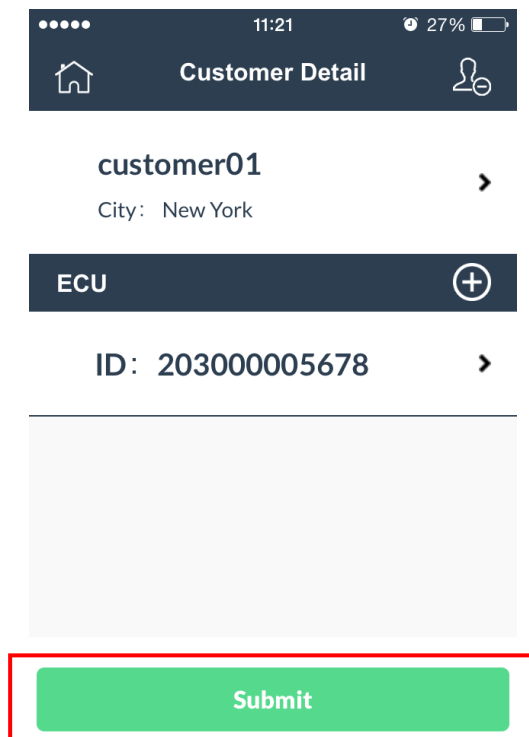 11:21 27%
Customer Detail
customer01
City： New York
ECU
ID： 203000005678
Submit